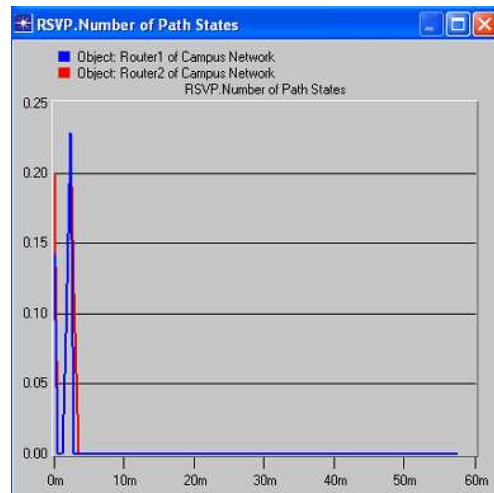 RSVP.Number of Path States
Object: Router1 of Campus Network
Object: Router2 of Campus Network
RSVP.Number of Path States
0.25
0.20
0.15
0.10
0.05
0.00
0m 10m 20m 30m 40m 50m 60m